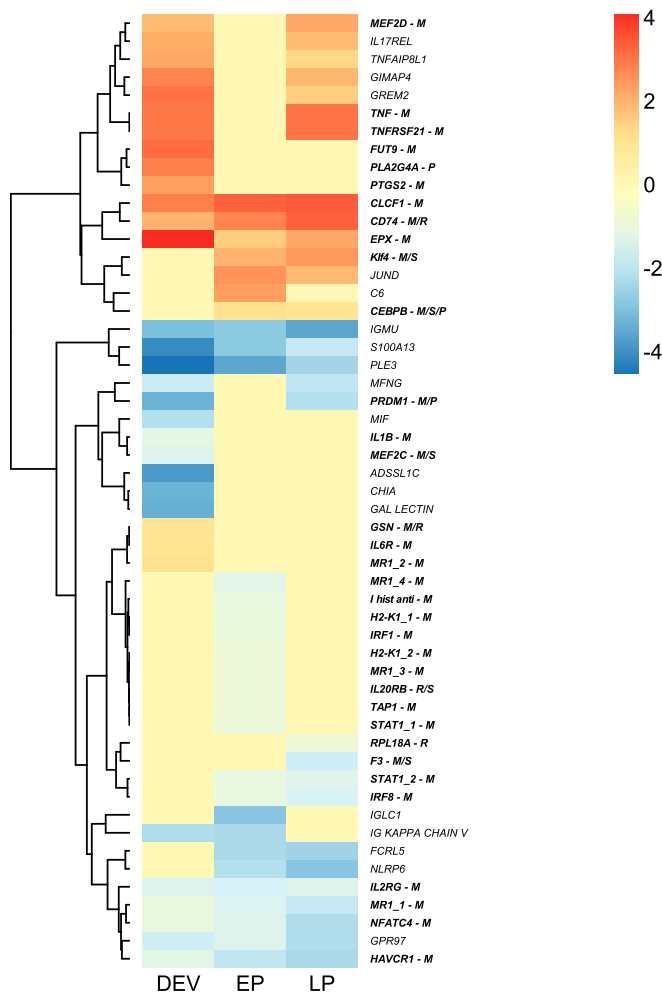 MEF2D - M
IL17REL
TNFAIP8L1
GIMAP4
GREM2
TNF - M
TNFRSF21 - M
FUT9 - M
PLA2G4A - P
PTGS2 - M
CLCF1 - M
CD74 - M/R
EPX - M
Klf4 - M/S
JUND
C6
CEBPB - M/S/P
IGMU
S100A13
PLE3
MFNG
PRDM1 - M/P
MIF
IL1B - M
MEF2C - M/S
ADSSL1C
CHIA
GAL LECTIN
GSN - M/R
IL6R - M
MR1_2 - M
MR1_4 - M
I hist anti - M
H2-K1_1 - M
IRF1 - M
H2-K1_2 - M
MR1_3 - M
IL20RB - R/S
TAP1 - M
STAT1_1 - M
RPL18A - R
F3 - M/S
STAT1_2 - M
IRF8 - M
IGLC1
IG KAPPA CHAIN V
FCRL5
NLRP6
IL2RG - M
MR1_1 - M
NFATC4 - M
GPR97
HAVCR1 - M
DEV EP LP
4
2
0
-2
-4